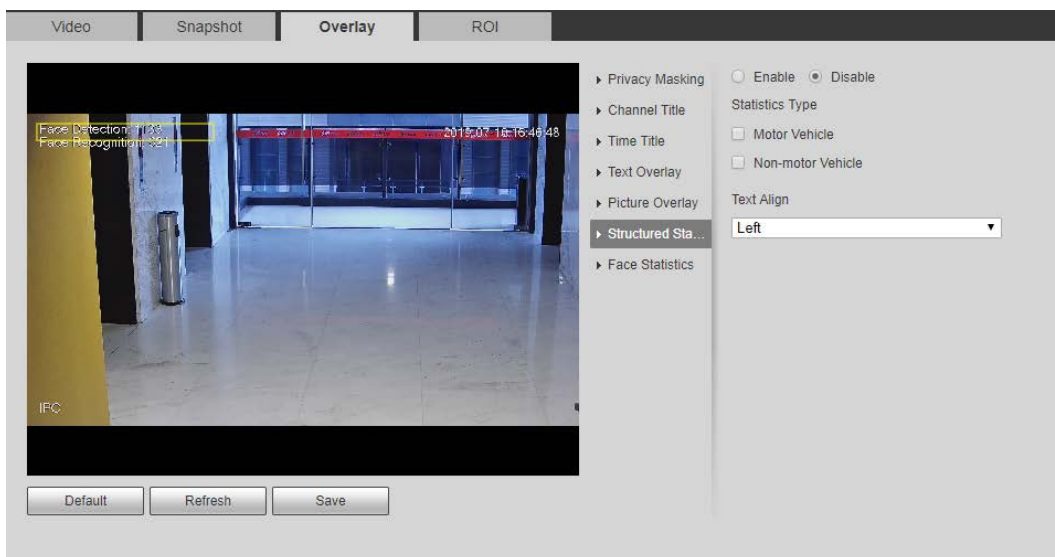 Video
Snapshot
Overlay
ROI
Face Detection:
Face Recognition:
IPC
Default
Refresh
Save
Privacy Masking
Channel Title
Time Title
Text Overlay
Picture Overlay
Structured Sta...
Face Statistics
Enable
Disable
Statistics Type
Motor Vehicle
Non-motor Vehicle
Text Align
Left